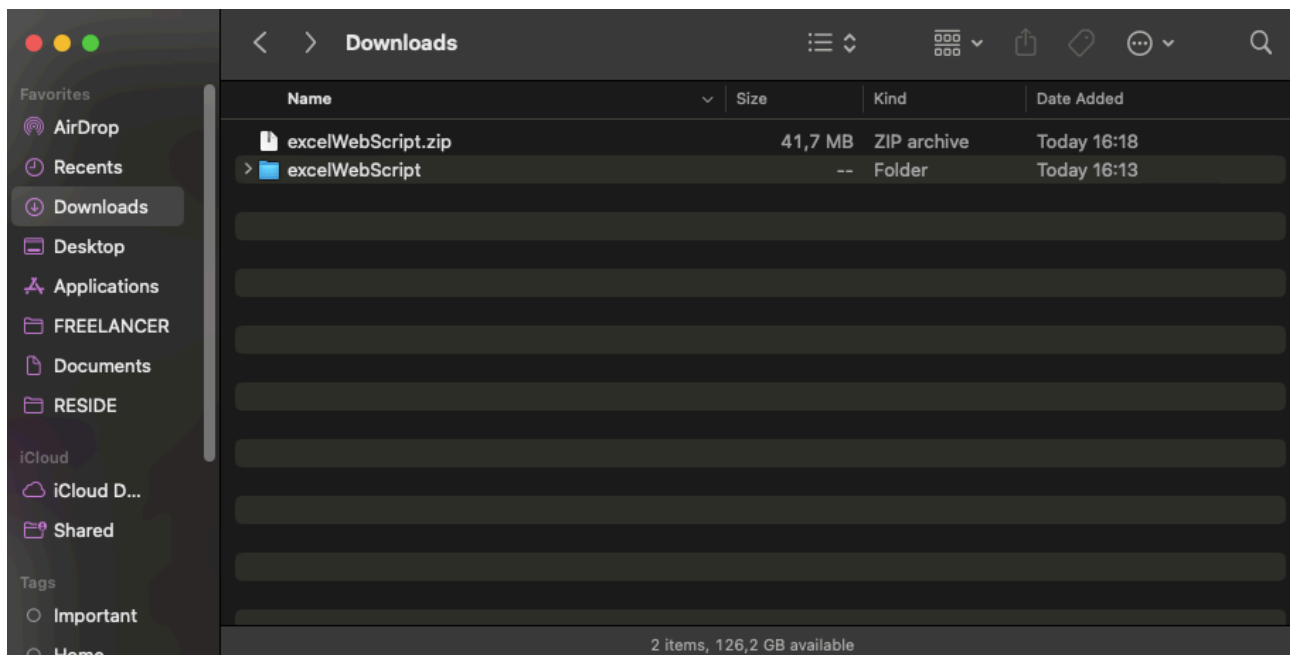 Downloads
Favorites
AirDrop
Recents
Downloads
Desktop
Applications
FREELANCER
Documents
RESIDE
iCloud
iCloud D...
Shared
Tags
Important
Home
Name Size Kind Date Added
excelWebScript.zip 41,7 MB ZIP archive Today 16:18
excelWebScript -- Folder Today 16:13
2 items, 126,2 GB available